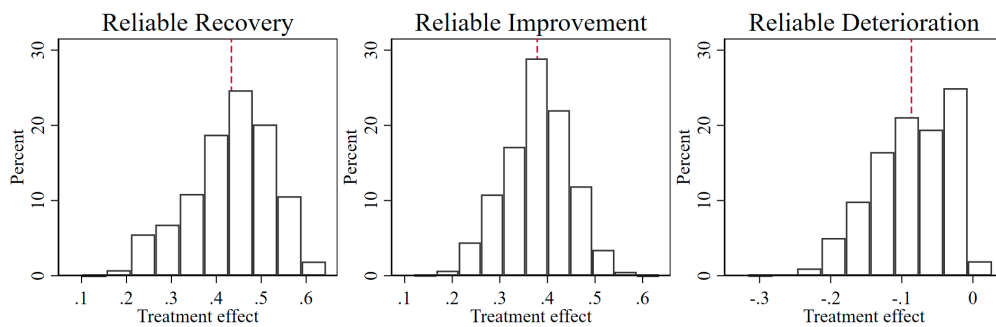 Reliable Recovery
30
20
10
0
Percent
.1 .2 .3 .4 .5 .6
Treatment effect
Reliable Improvement
30
20
10
0
Percent
.1 .2 .3 .4 .5 .6
Treatment effect
Reliable Deterioration
30
20
10
0
Percent
-.3 -.2 -.1 0
Treatment effect